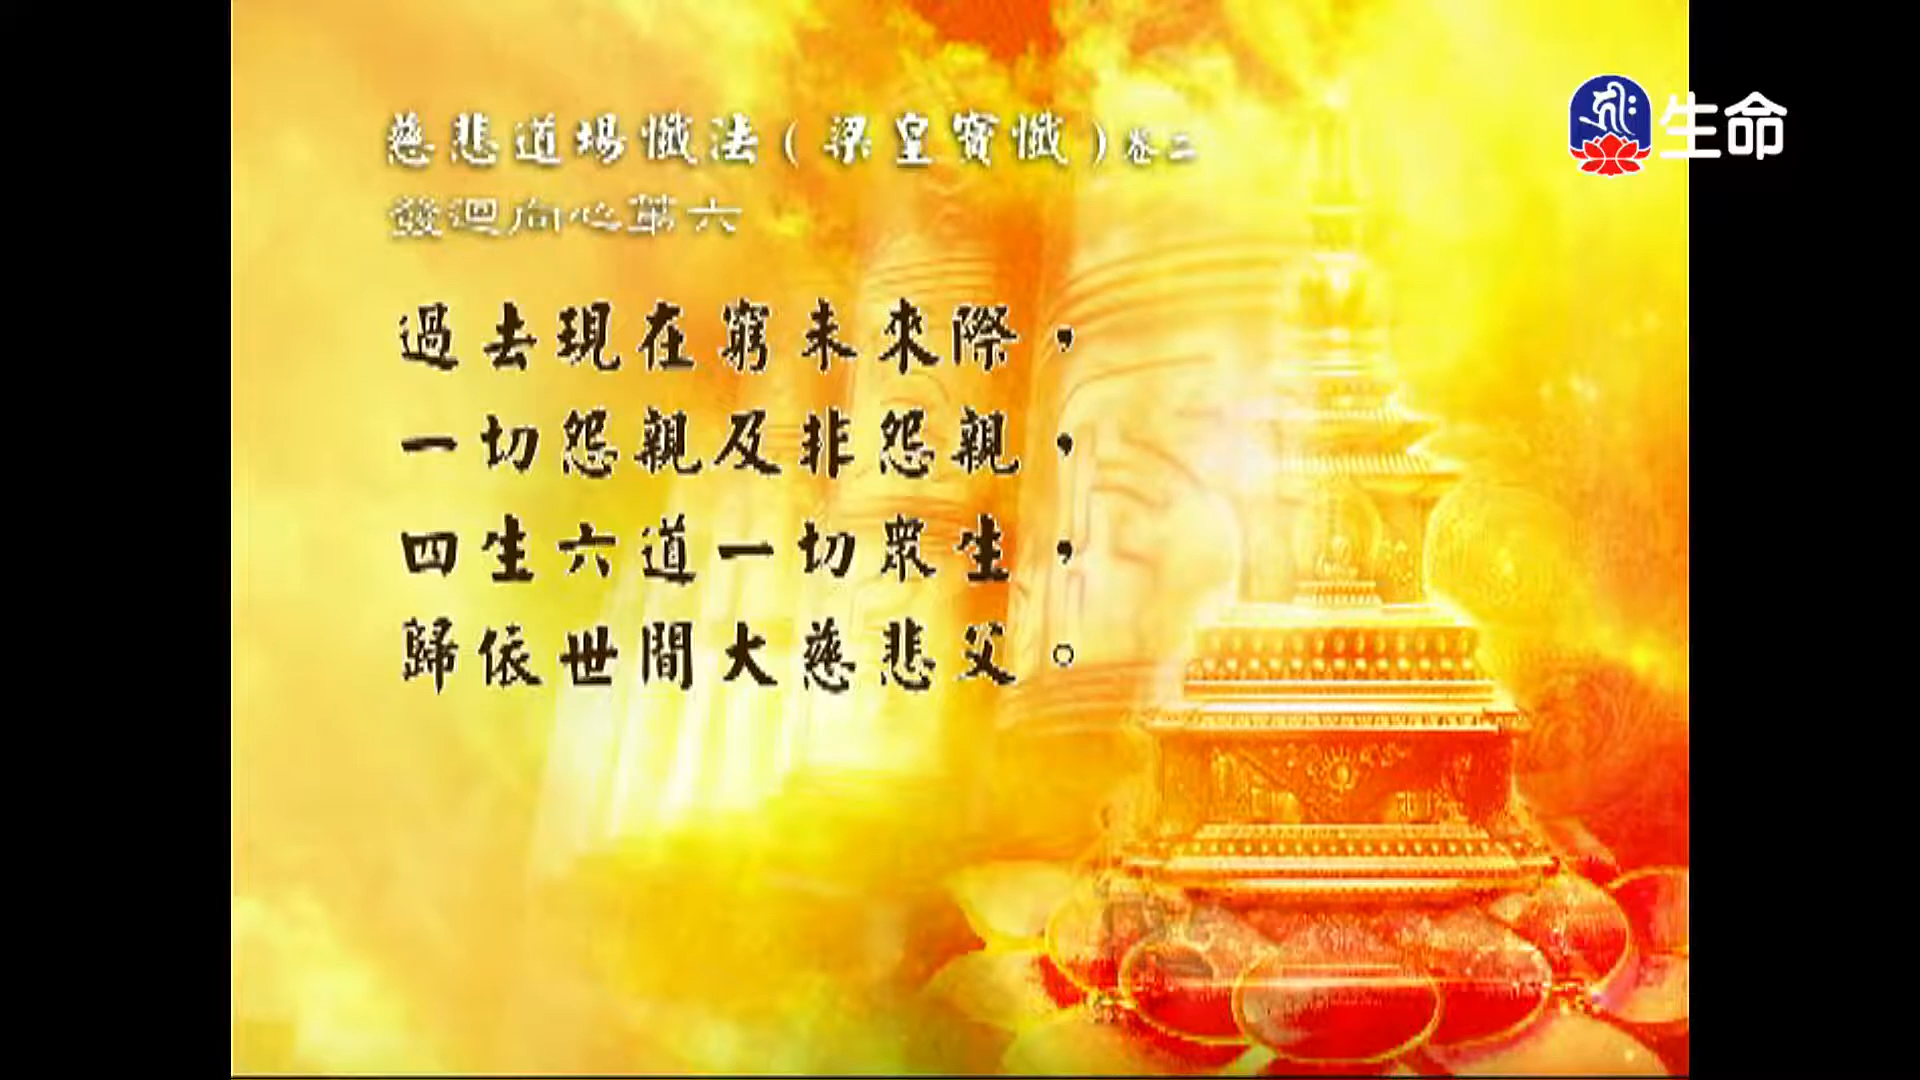 慈悲道場懺法(梁皇寶懺)卷二
生命
發迴向心第六
過去現在窮未來際，
一切怨親及非怨親，
四生六道一切眾生，
歸依世間大慈悲父。